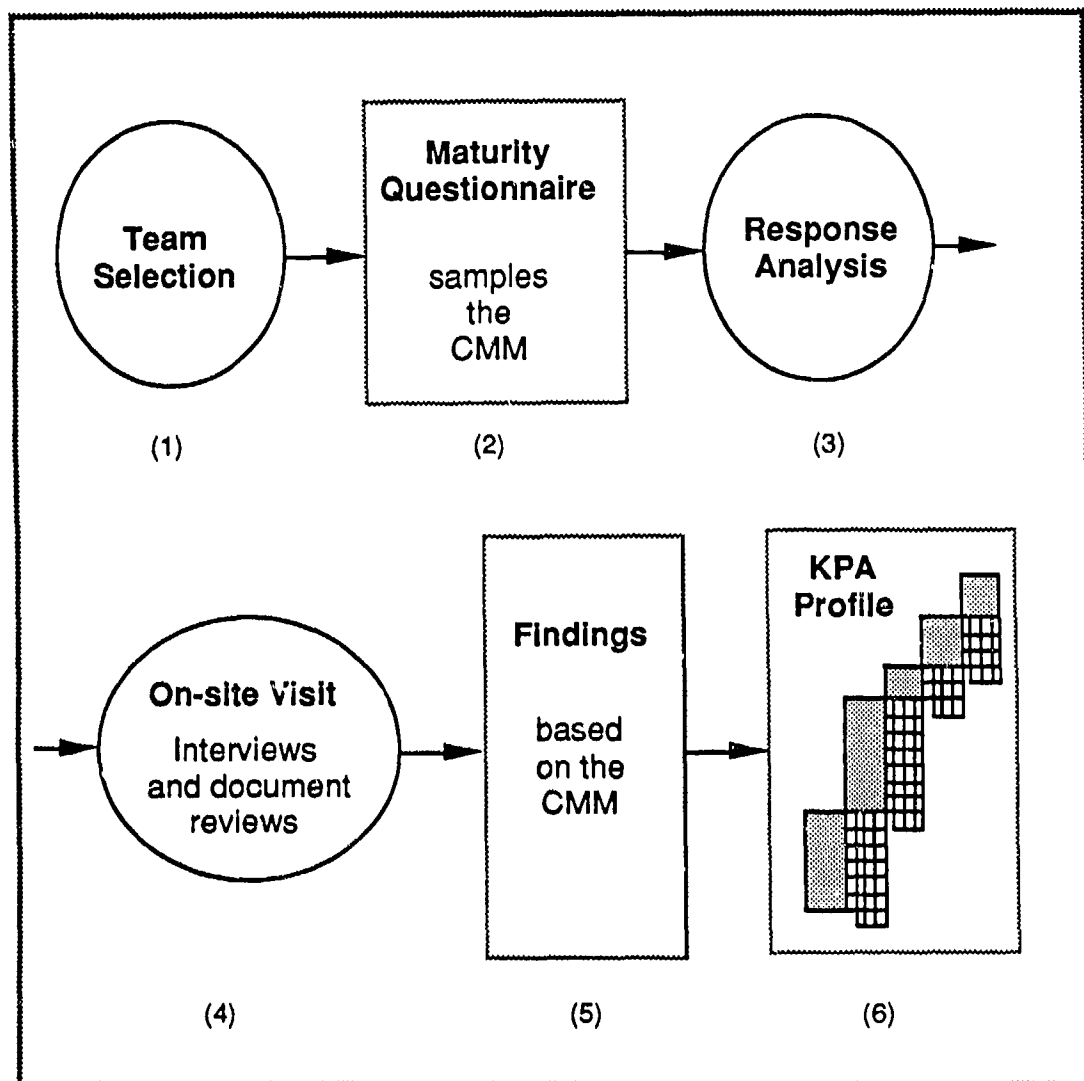 Team
Selection
Maturity
Questionnaire
samples
the
CMM
Response
Analysis
(1)
(2)
(3)
On-site Visit
Interviews
and document
reviews
Findings
based
on the
CMM
KPA
Profile
(4)
(5)
(6)